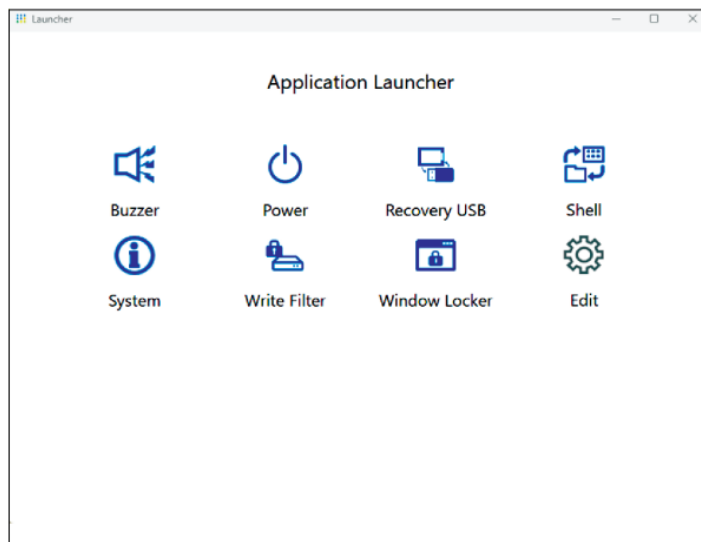 Launcher
Application Launcher
Buzzer Power Recovery USB Shell
System Write Filter Window Locker Edit